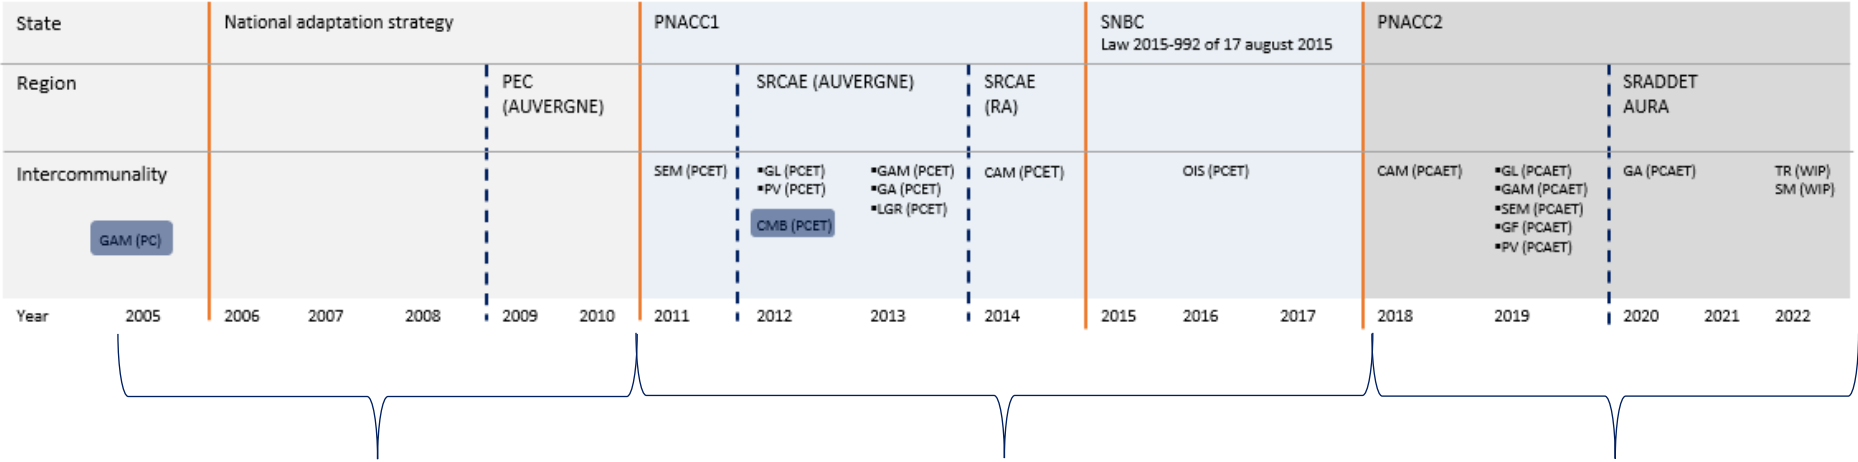 State
National adaptation strategy
PNACC1
SNBC
Law 2015-992 of 17 august 2015
PNACC2
Region
PEC
(AUVERGNE)
SRCAE (AUVERGNE)
SRCAE
(RA)
SRADDET
AURA
Intercommunality
GAM (PC)
SEM (PCET)
▪GL (PCET)
▪PV (PCET)
CMB (PCET)
▪GAM (PCET)
▪GA (PCET)
▪LGR (PCET)
CAM (PCET)
OIS (PCET)
CAM (PCAET)
▪GL (PCAET)
▪GAM (PCAET)
▪SEM (PCAET)
▪GF (PCAET)
▪PV (PCAET)
GA (PCAET)
TR (WIP)
SM (WIP)
Year 2005 2006 2007 2008 2009 2010 2011 2012 2013 2014 2015 2016 2017 2018 2019 2020 2021 2022